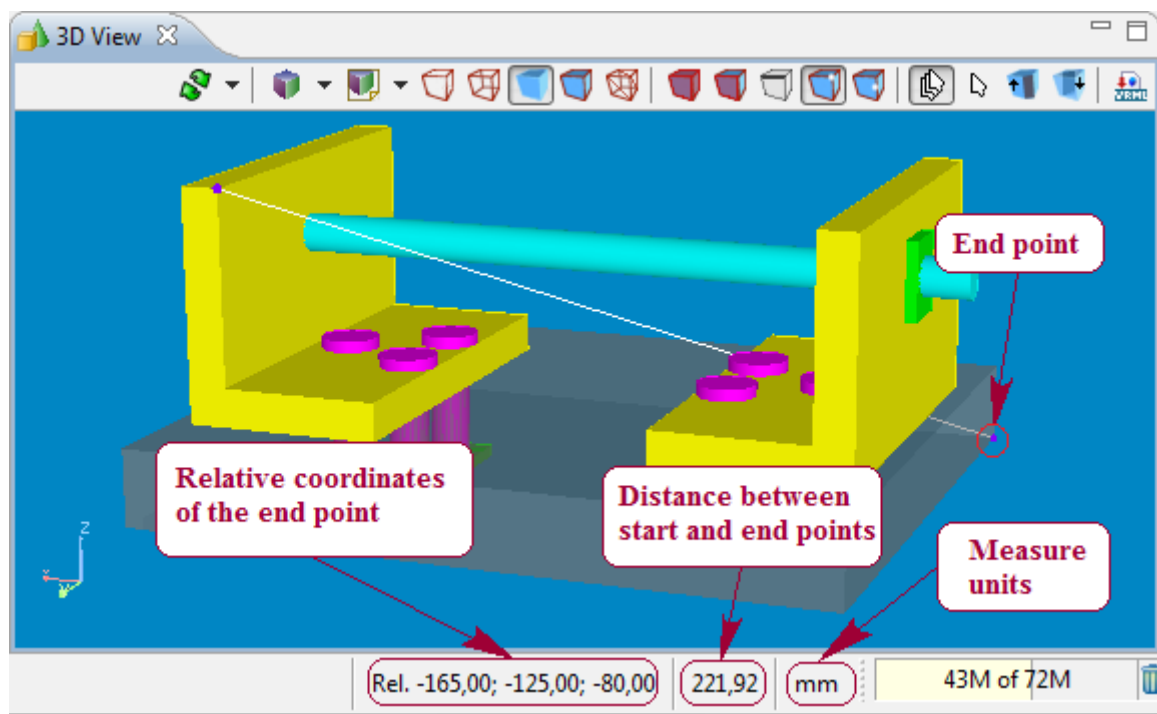 3D View
VRML
End point
Relative coordinates
of the end point
Distance between
start and end points
Measure
units
Z
Rel. -165,00; -125,00; -80,00
221,92
mm
43M of 72M